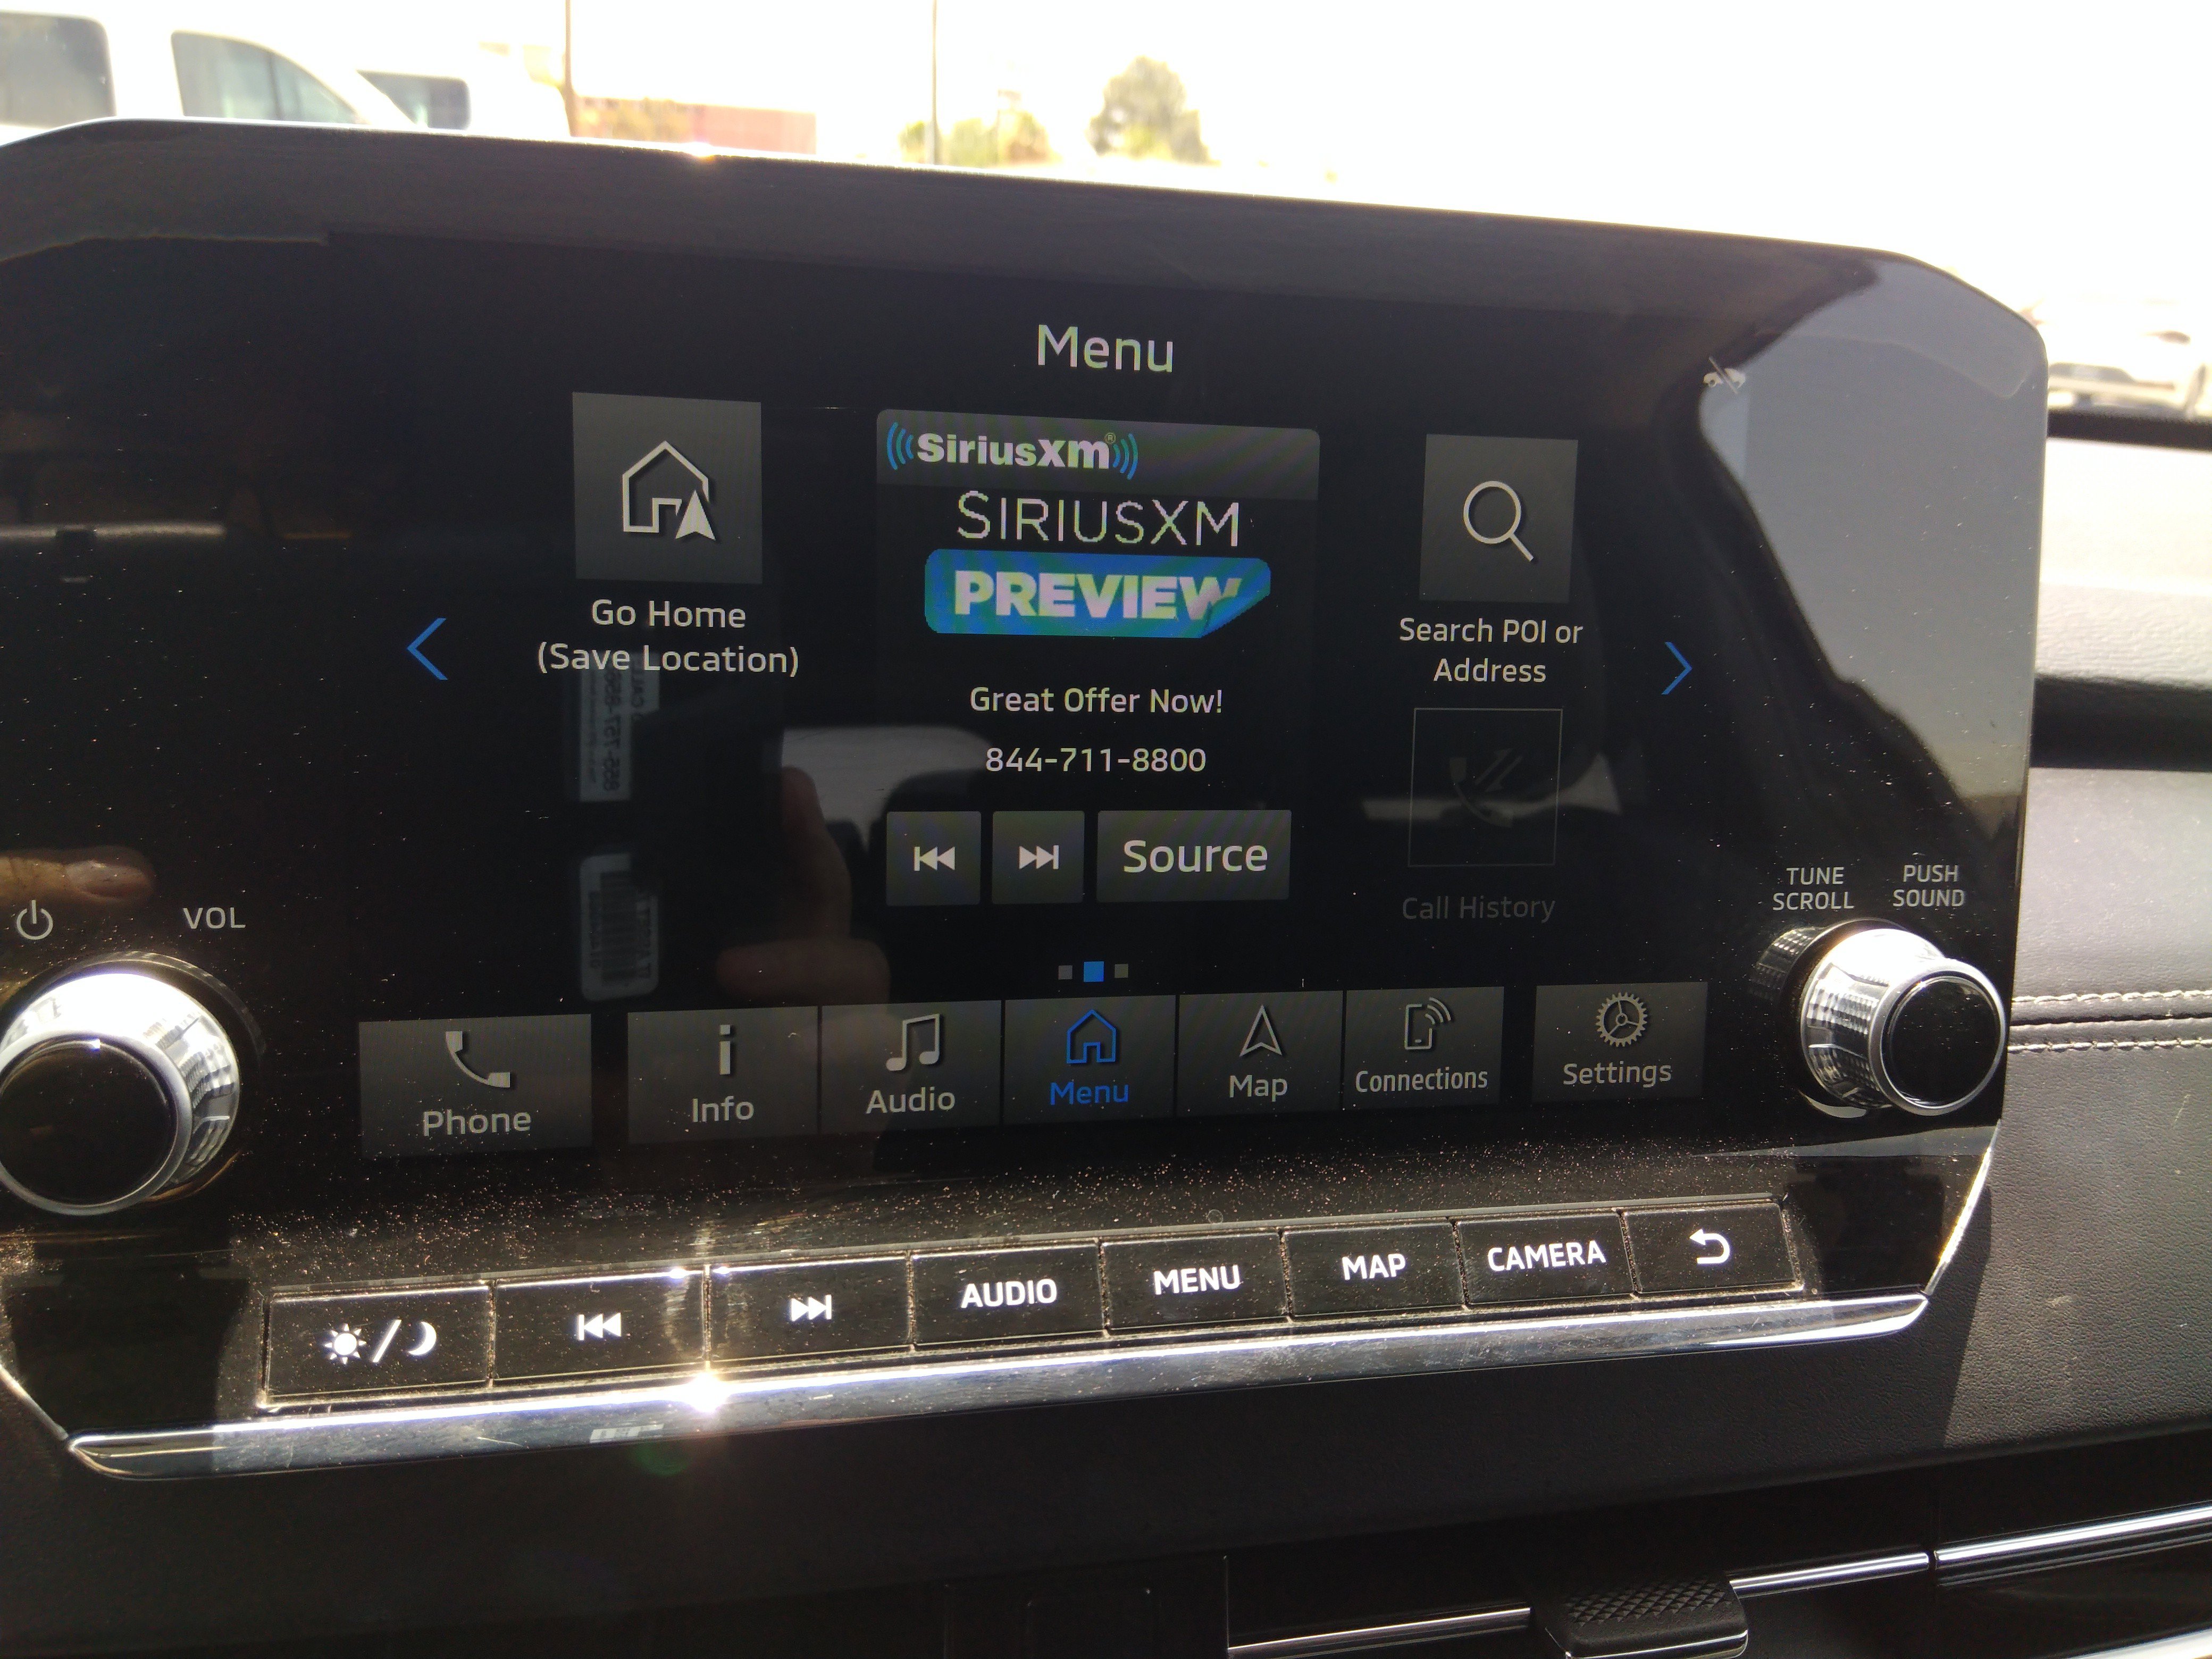 Menu
SiriusXm®
SIRIUSXM
PREVIEW
Go Home
(Save Location)
Great Offer Now!
844-711-8800
Source
Search POI or
Address
Call History
VOL
TUNE
SCROLL
PUSH
SOUND
Phone
Info
Audio
Menu
Map
Connections
Settings
AUDIO
MENU
MAP
CAMERA